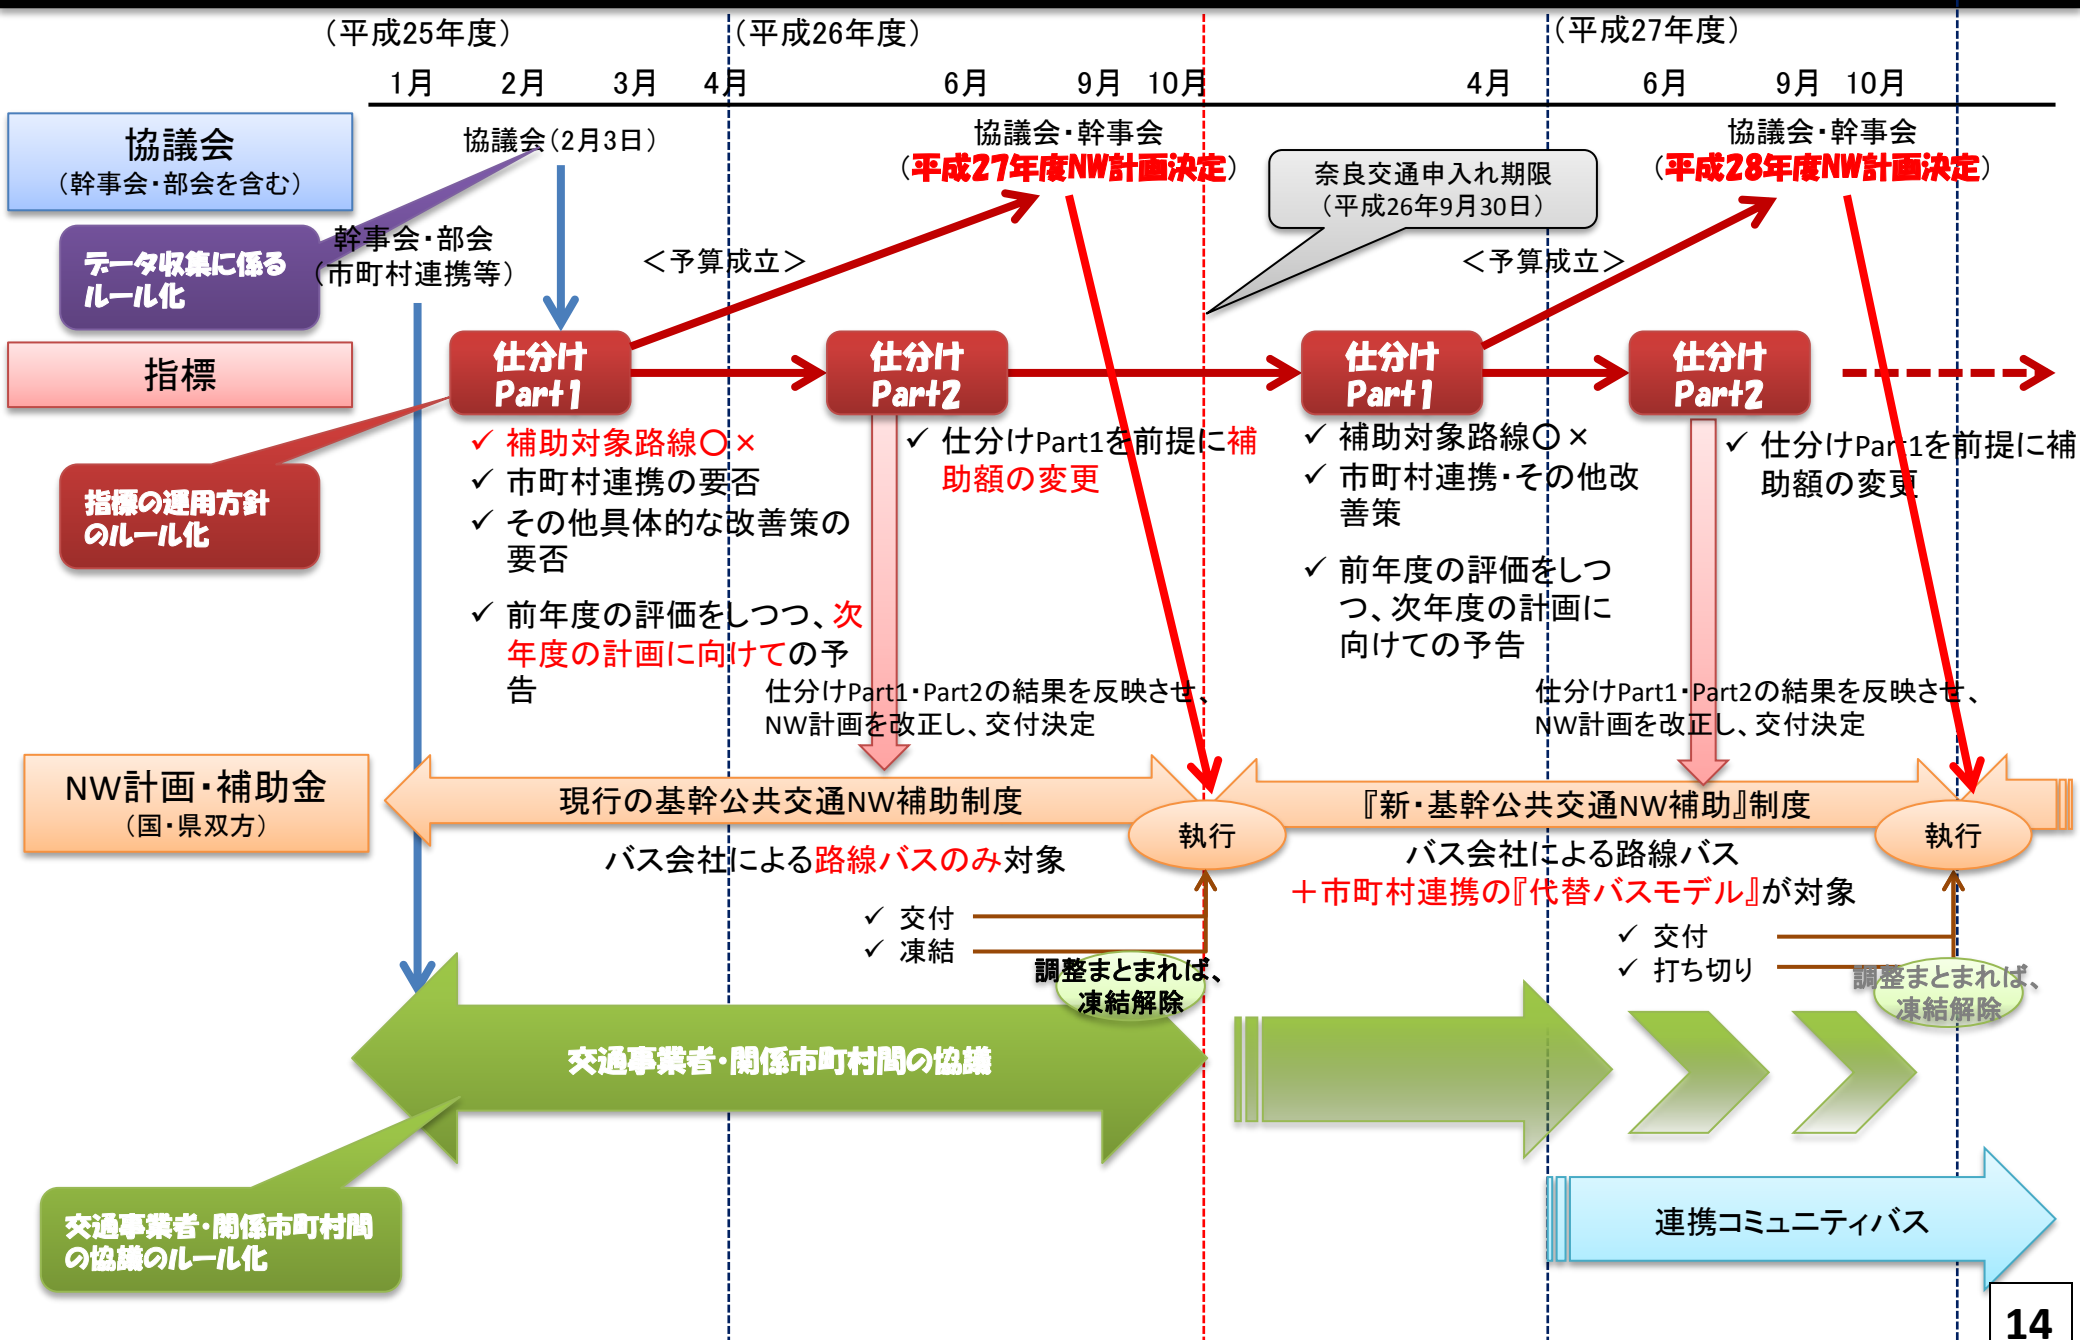 （平成25年度）
（平成26年度）
（平成27年度）
1月 2月 3月 4月 6月 9月 10月 4月 6月 9月 10月
協議会
（幹事会・部会を含む）
協議会（2月3日）
協議会・幹事会
（平成27年度NW計画決定）
奈良交通申入れ期限
（平成26年9月30日）
協議会・幹事会
（平成28年度NW計画決定）
データ収集に係る
ルール化
幹事会・部会
（市町村連携等）
＜予算成立＞
＜予算成立＞
指標
仕分け
Part1
仕分け
Part2
仕分け
Part1
仕分け
Part2
指標の運用方針
のルール化
✓ 補助対象路線〇×
✓ 市町村連携の要否
✓ その他具体的な改善策の
要否
✓ 前年度の評価をしつつ、次
年度の計画に向けての予
告
✓ 仕分けPart1を前提に補
助額の変更
✓ 補助対象路線〇×
✓ 市町村連携・その他改
善策
✓ 前年度の評価をしつ
つ、次年度の計画に
向けての予告
✓ 仕分けPart1を前提に補
助額の変更
仕分けPart1・Part2の結果を反映させ、
NW計画を改正し、交付決定
仕分けPart1・Part2の結果を反映させ、
NW計画を改正し、交付決定
NW計画・補助金
（国・県双方）
現行の基幹公共交通NW補助制度
執行
『新・基幹公共交通NW補助』制度
執行
バス会社による路線バスのみ対象
バス会社による路線バス
＋市町村連携の『代替バスモデル』が対象
✓ 交付
✓ 凍結
調整まとまれば、
凍結解除
✓ 交付
✓ 打ち切り
調整まとまれば、
凍結解除
交通事業者・関係市町村間の協議
交通事業者・関係市町村間
の協議のルール化
連携コミュニティバス
14